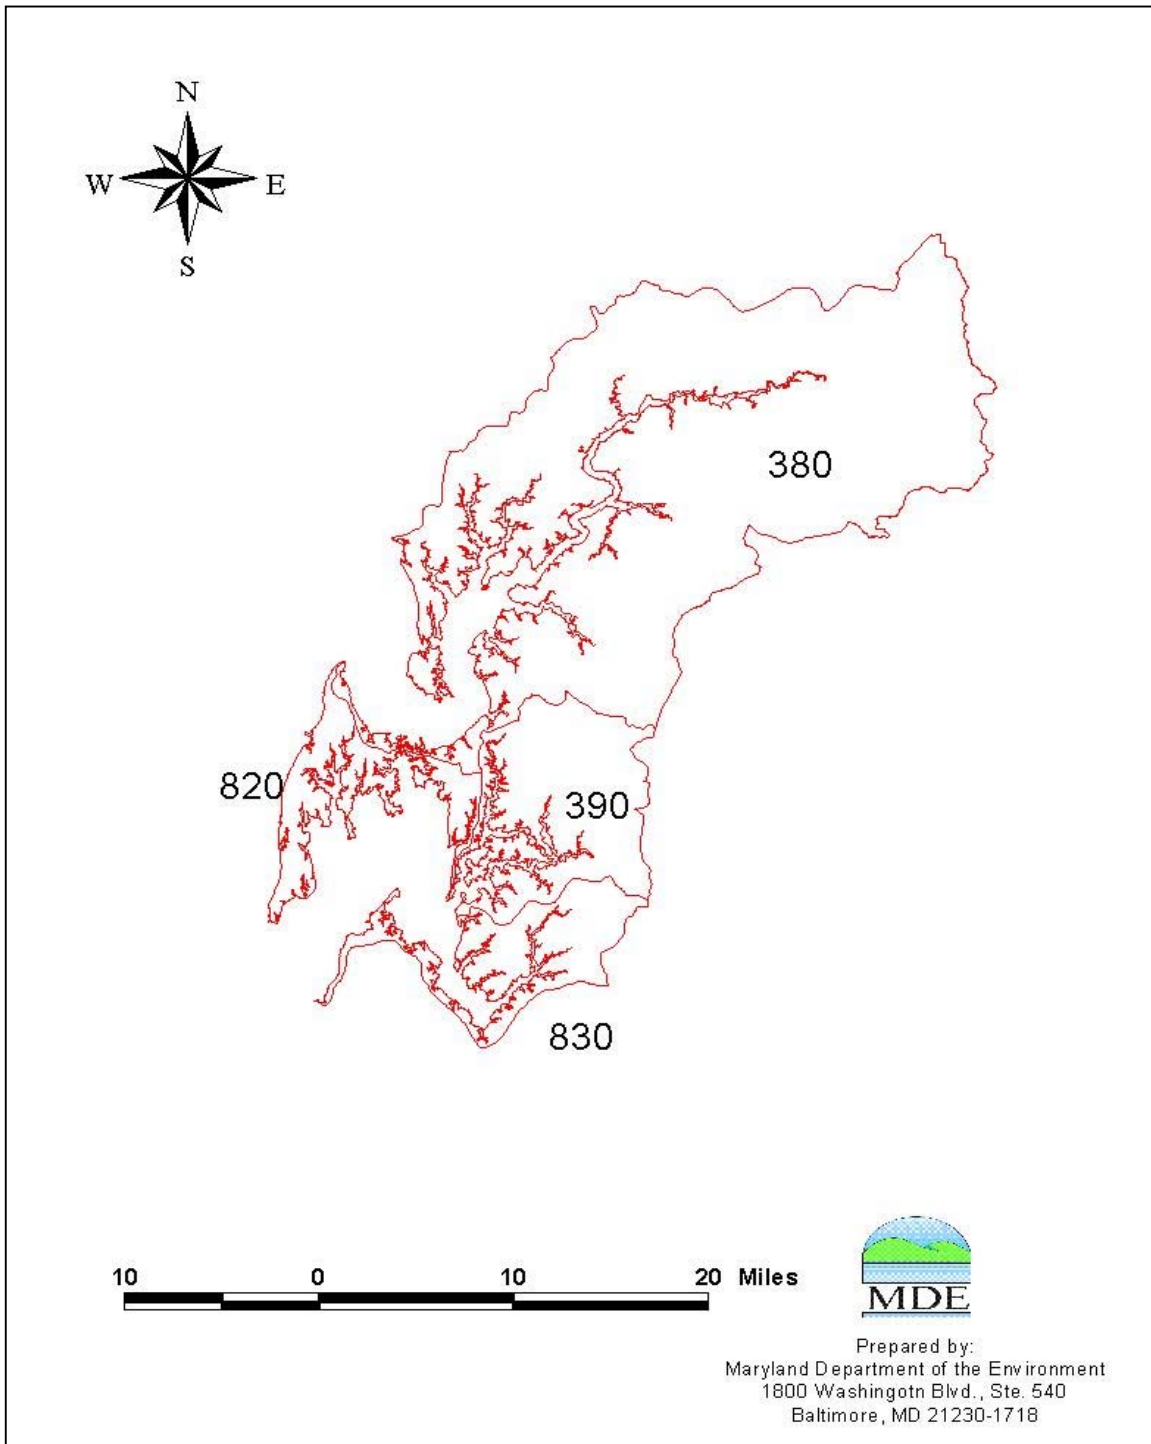 N
W E
S
380
820
390
830
10 0 10 20 Miles
MDE
Prepared by:
Maryland Department of the Environment
1800 Washingotn Blvd., Ste. 540
Baltimore, MD 21230-1718